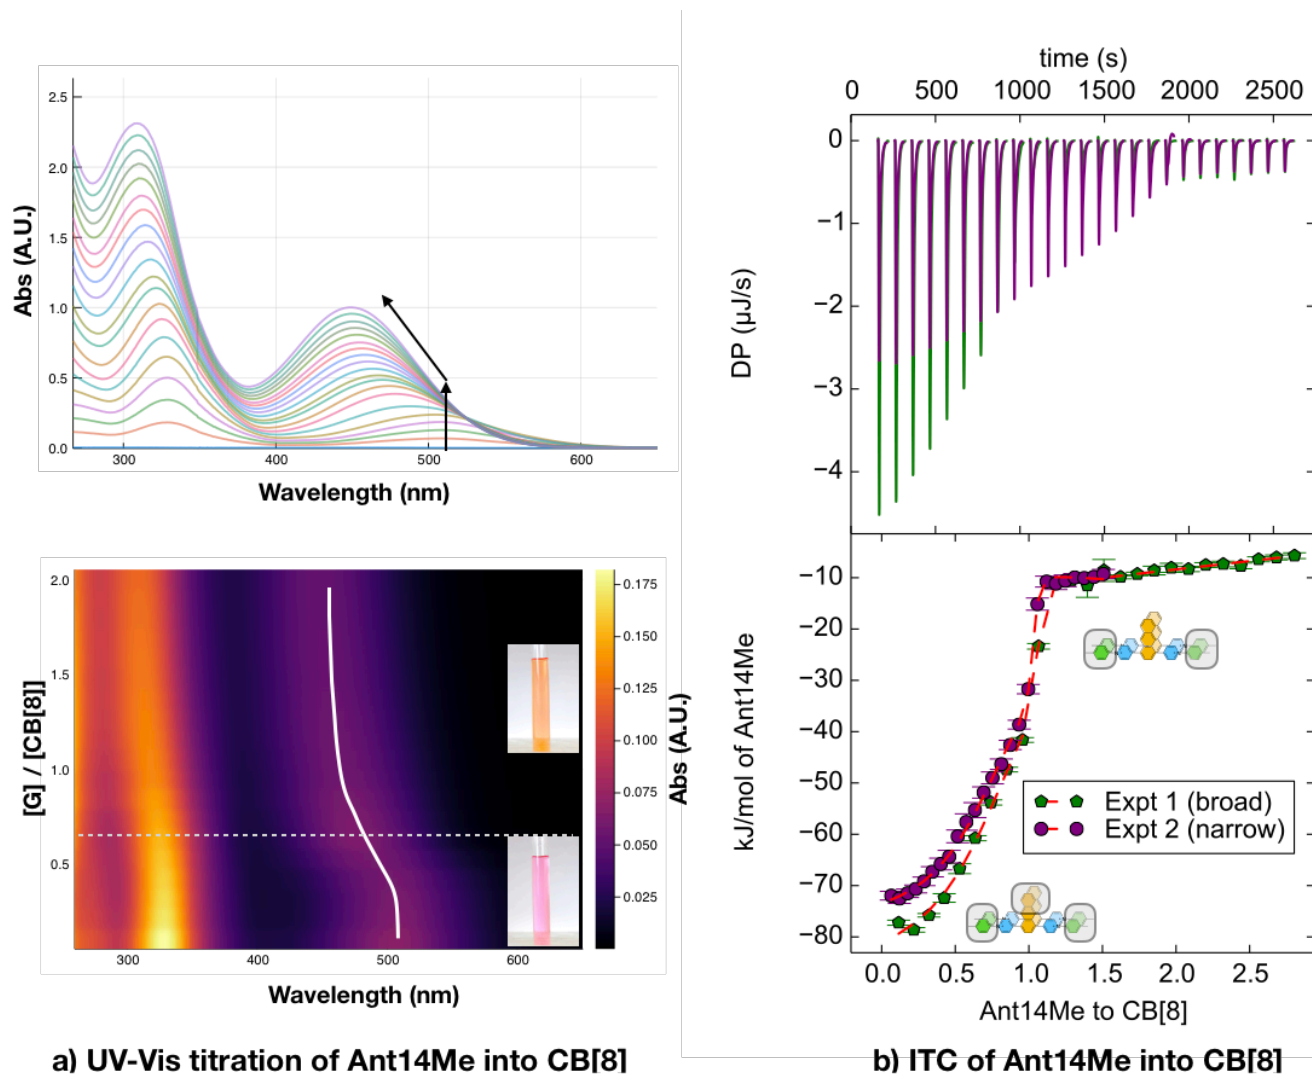 2.5
2.0
1.5
1.0
0.5
0.0
Abs (A.U.)
300 400 500 600
Wavelength (nm)
2.0
1.5
1.0
0.5
[G] / [CB[8]]
300 400 500 600
Wavelength (nm)
0.175
0.150
0.125
0.100
0.075
0.050
0.025
Abs (A.U.)
a) UV-Vis titration of Ant14Me into CB[8]
time (s)
0 500 1000 1500 2000 2500
0
−1
−2
−3
−4
DP (µJ/s)
−10
−20
−30
−40
−50
−60
−70
−80
kJ/mol of Ant14Me
Expt 1 (broad)
Expt 2 (narrow)
0.0 0.5 1.0 1.5 2.0 2.5
Ant14Me to CB[8]
b) ITC of Ant14Me into CB[8]